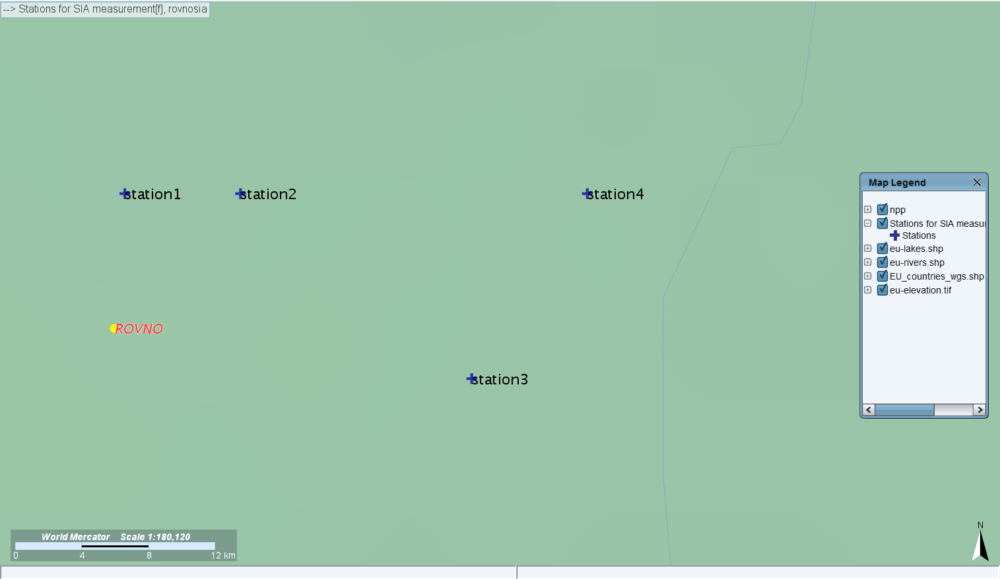 --> Stations for SIA measurement[f], rovnosia
station1
station2
station4
Map Legend
npp
Stations for SIA measu
Stations
eu-lakes.shp
eu-rivers.shp
EU_countries_wgs.shp
eu-elevation.tif
ROVNO
station3
World Mercator Scale 1:180,120
0 4 8 12 km
N